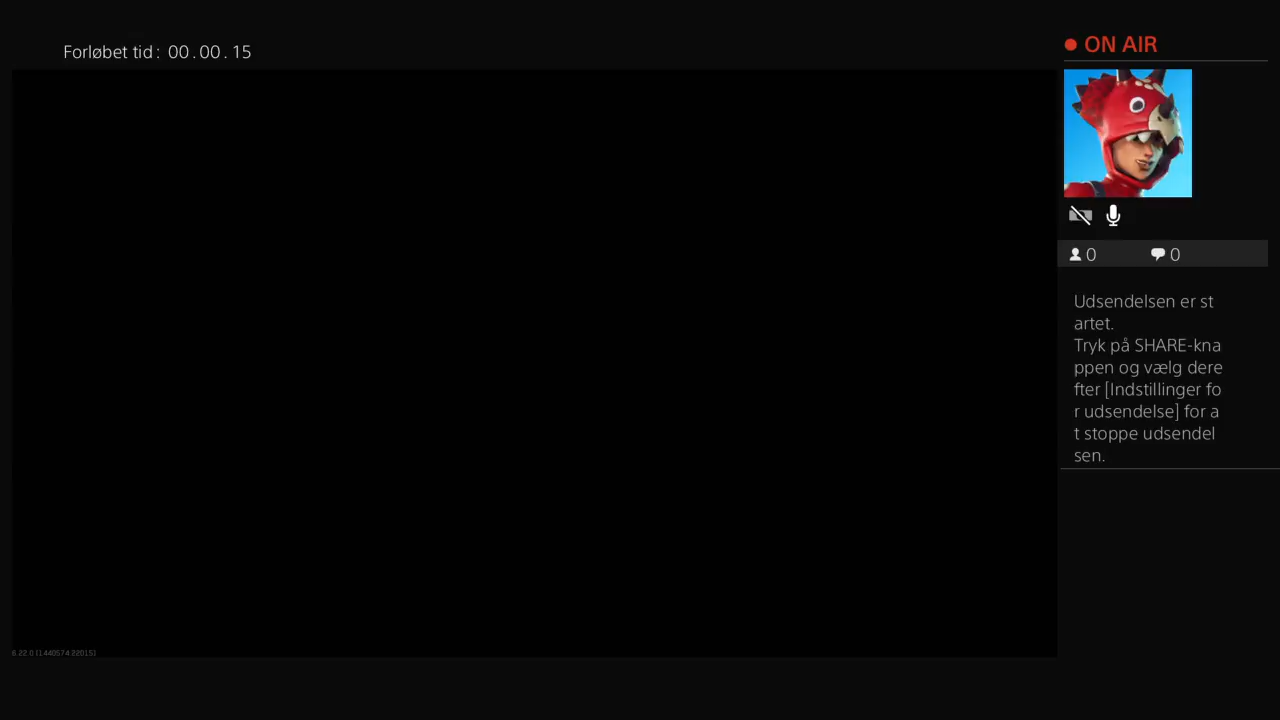 Forløbet tid: 00.00.15
ON AIR
0 0
Udsendelsen er st
artet.
Tryk på SHARE-kna
ppen og vælg dere
fter [Indstillinger fo
r udsendelse] for a
t stoppe udsendel
sen.